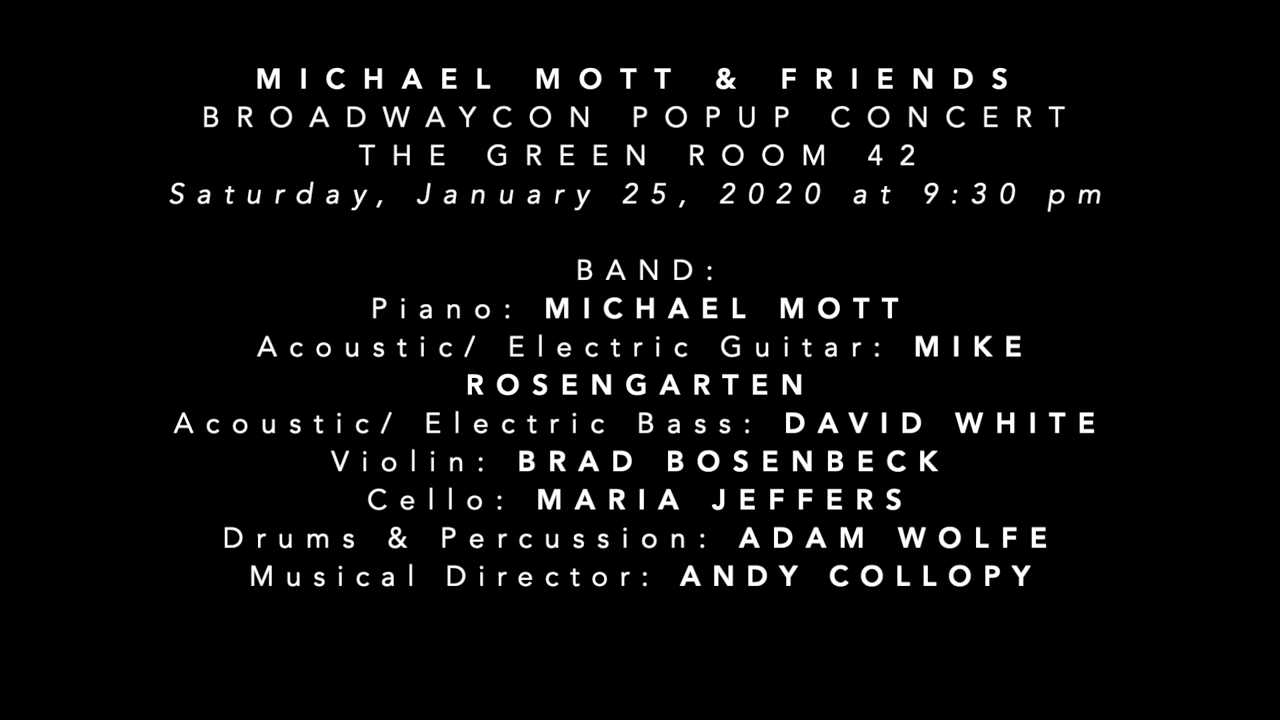 MICHAEL MOTT & FRIENDS
BROADWAYCON POPUP CONCERT
THE GREEN ROOM 42
Saturday, January 25, 2020 at 9:30 pm
BAND:
Piano: MICHAEL MOTT
Acoustic/ Electric Guitar: MIKE
ROSENGARTEN
Acoustic/ Electric Bass: DAVID WHITE
Violin: BRAD BOSENBECK
Cello: MARIA JEFFERS
Drums & Percussion: ADAM WOLFE
Musical Director: ANDY COLLOPY